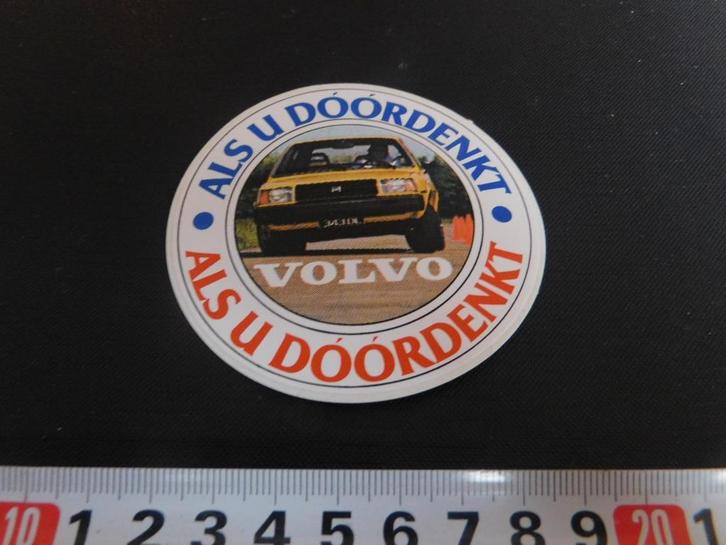 ALS U DÓÓRDENKT
343 DL
VOLVO
ALS U DÓÓRDENKT
10 1 2 3 4 5 6 7 8 9 20 1